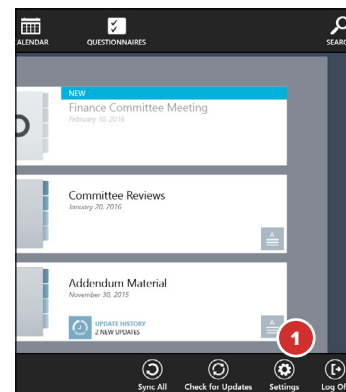 ALENDAR QUESTIONNAIRES SEARC
NEW
Finance Committee Meeting
February 10, 2016
Committee Reviews
January 20, 2016
A
Addendum Material
November 30, 2015
UPDATE HISTORY
2 NEW UPDATES
A
1
Sync All Check for Updates Settings Log Of